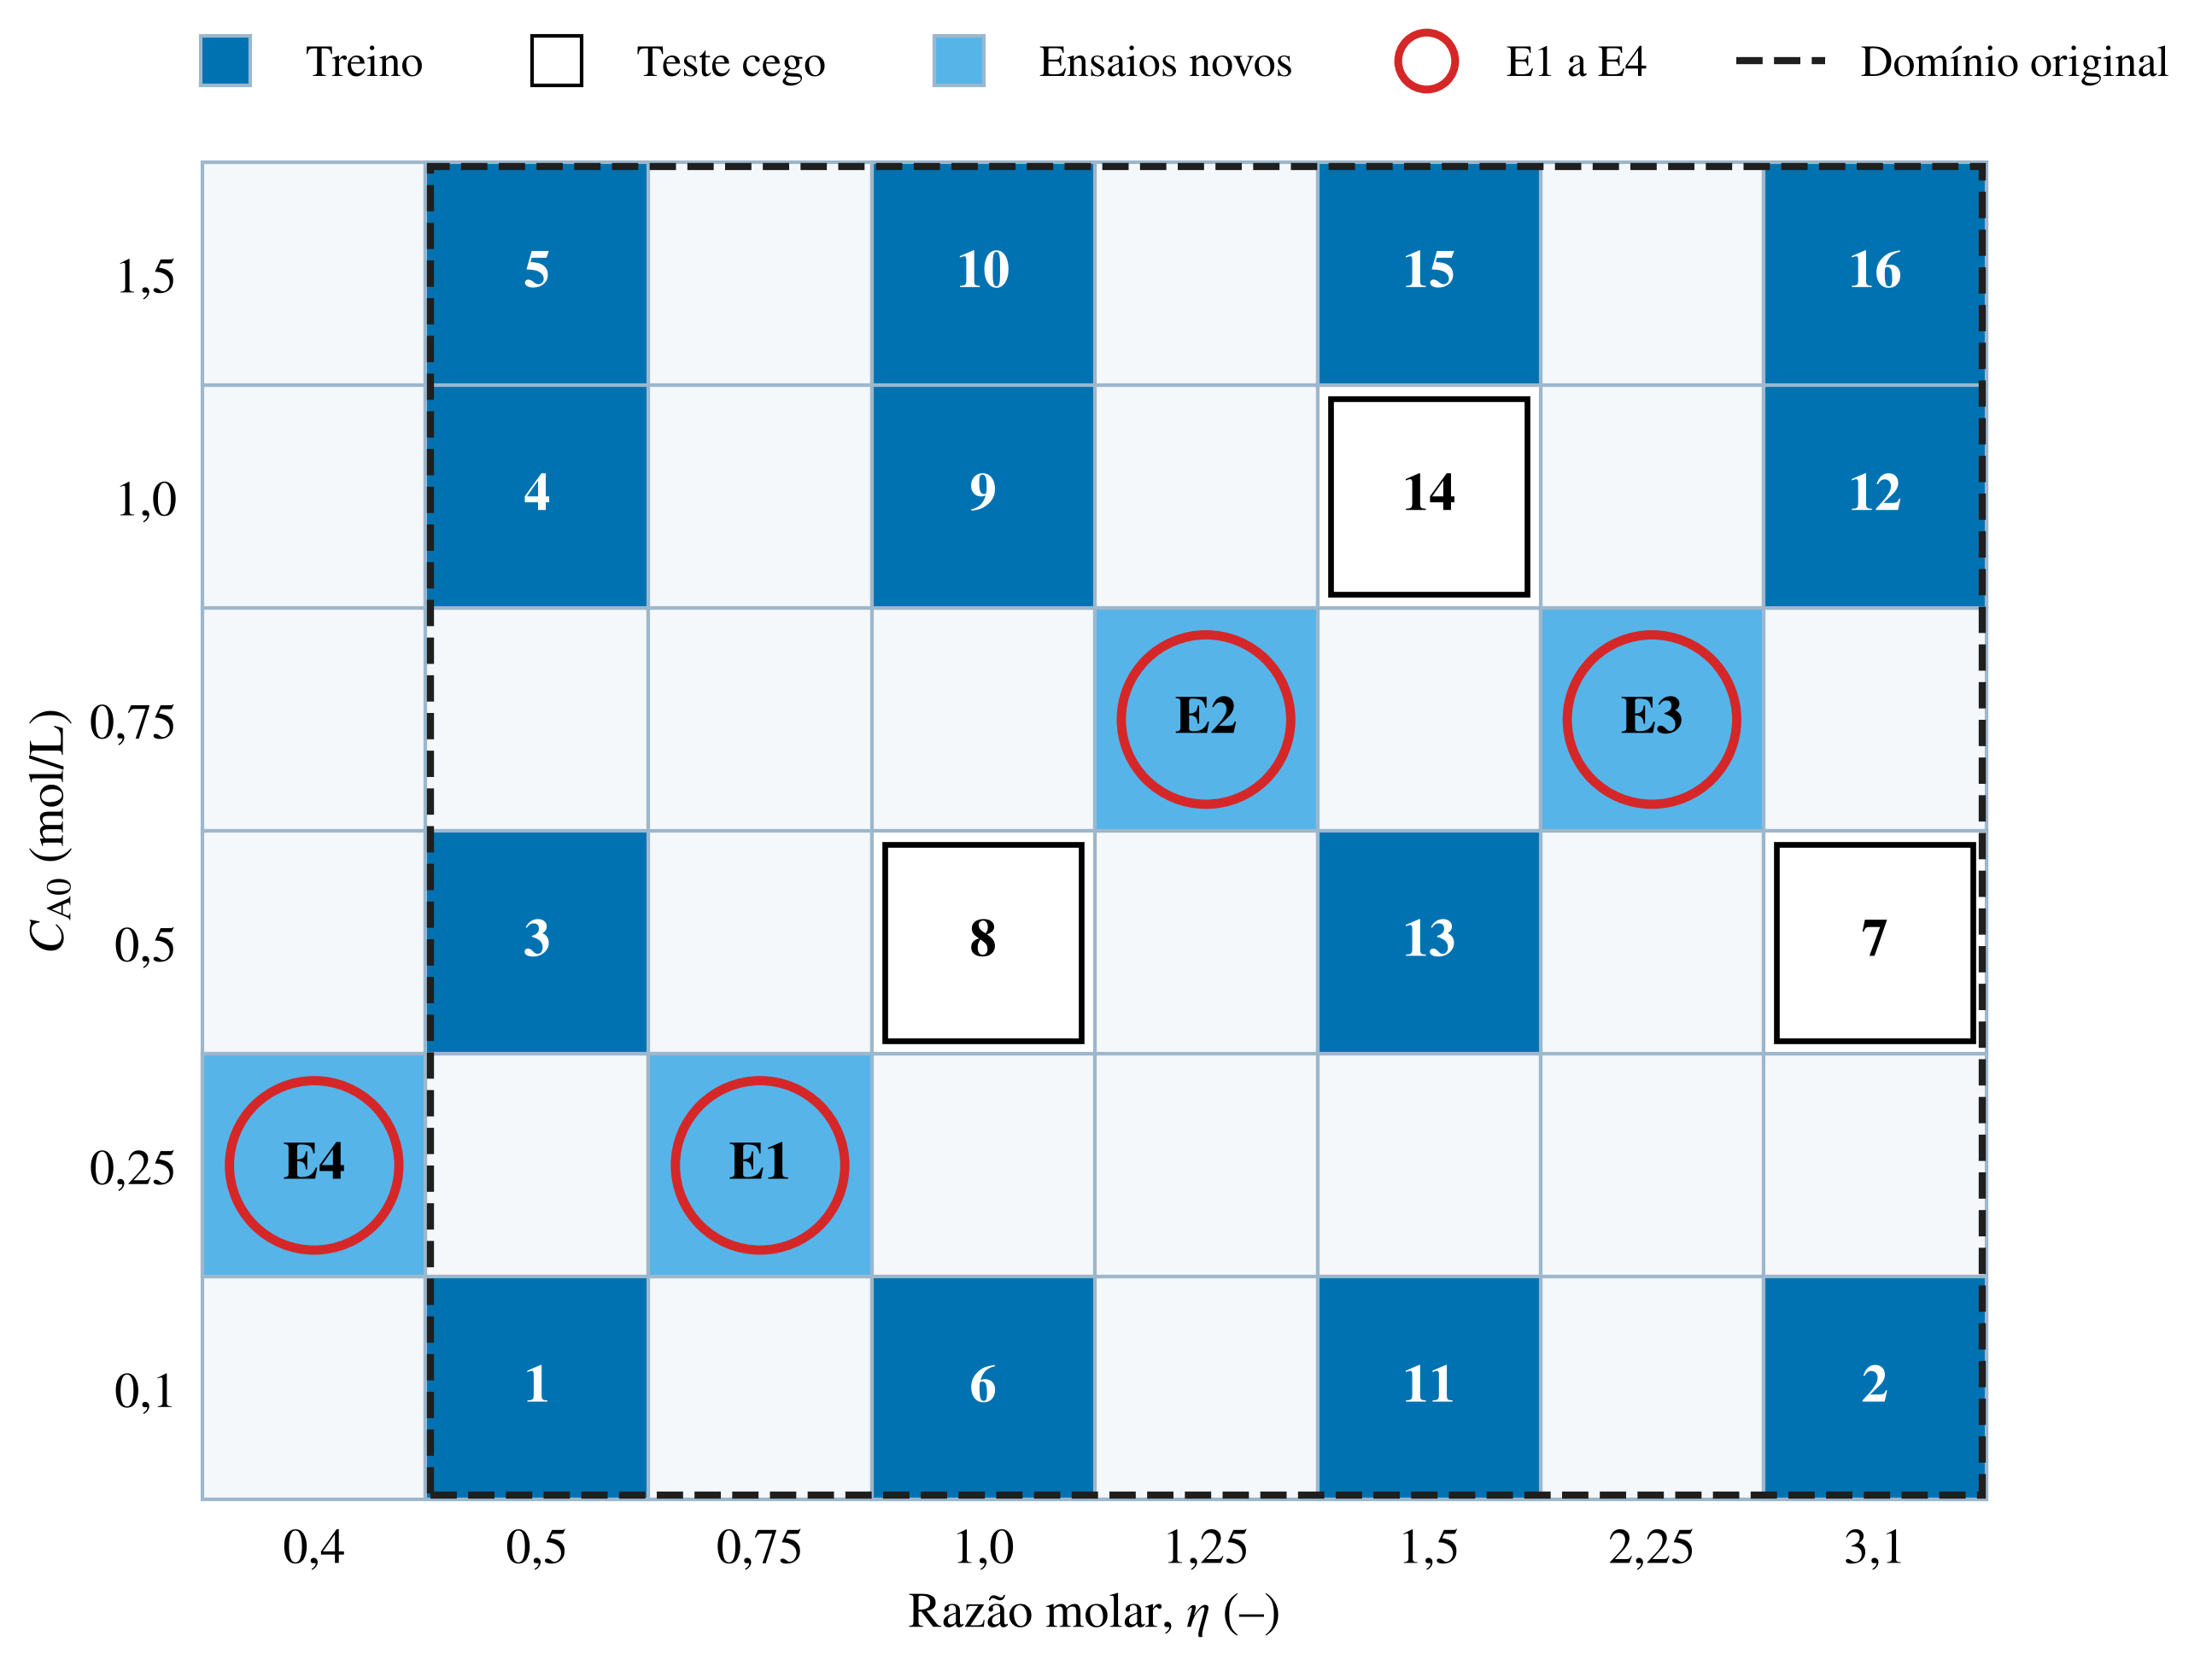 Treino Teste cego Ensaios novos E1 a E4 Domínio original
1,5 5 10 15 16
1,0 4 9 14 12
0,75 E2 E3
0,5 3 8 13 7
0,25 E4 E1
0,1 1 6 11 2
C_A0 (mol/L)
0,4 0,5 0,75 1,0 1,25 1,5 2,25 3,1
Razão molar, η (–)